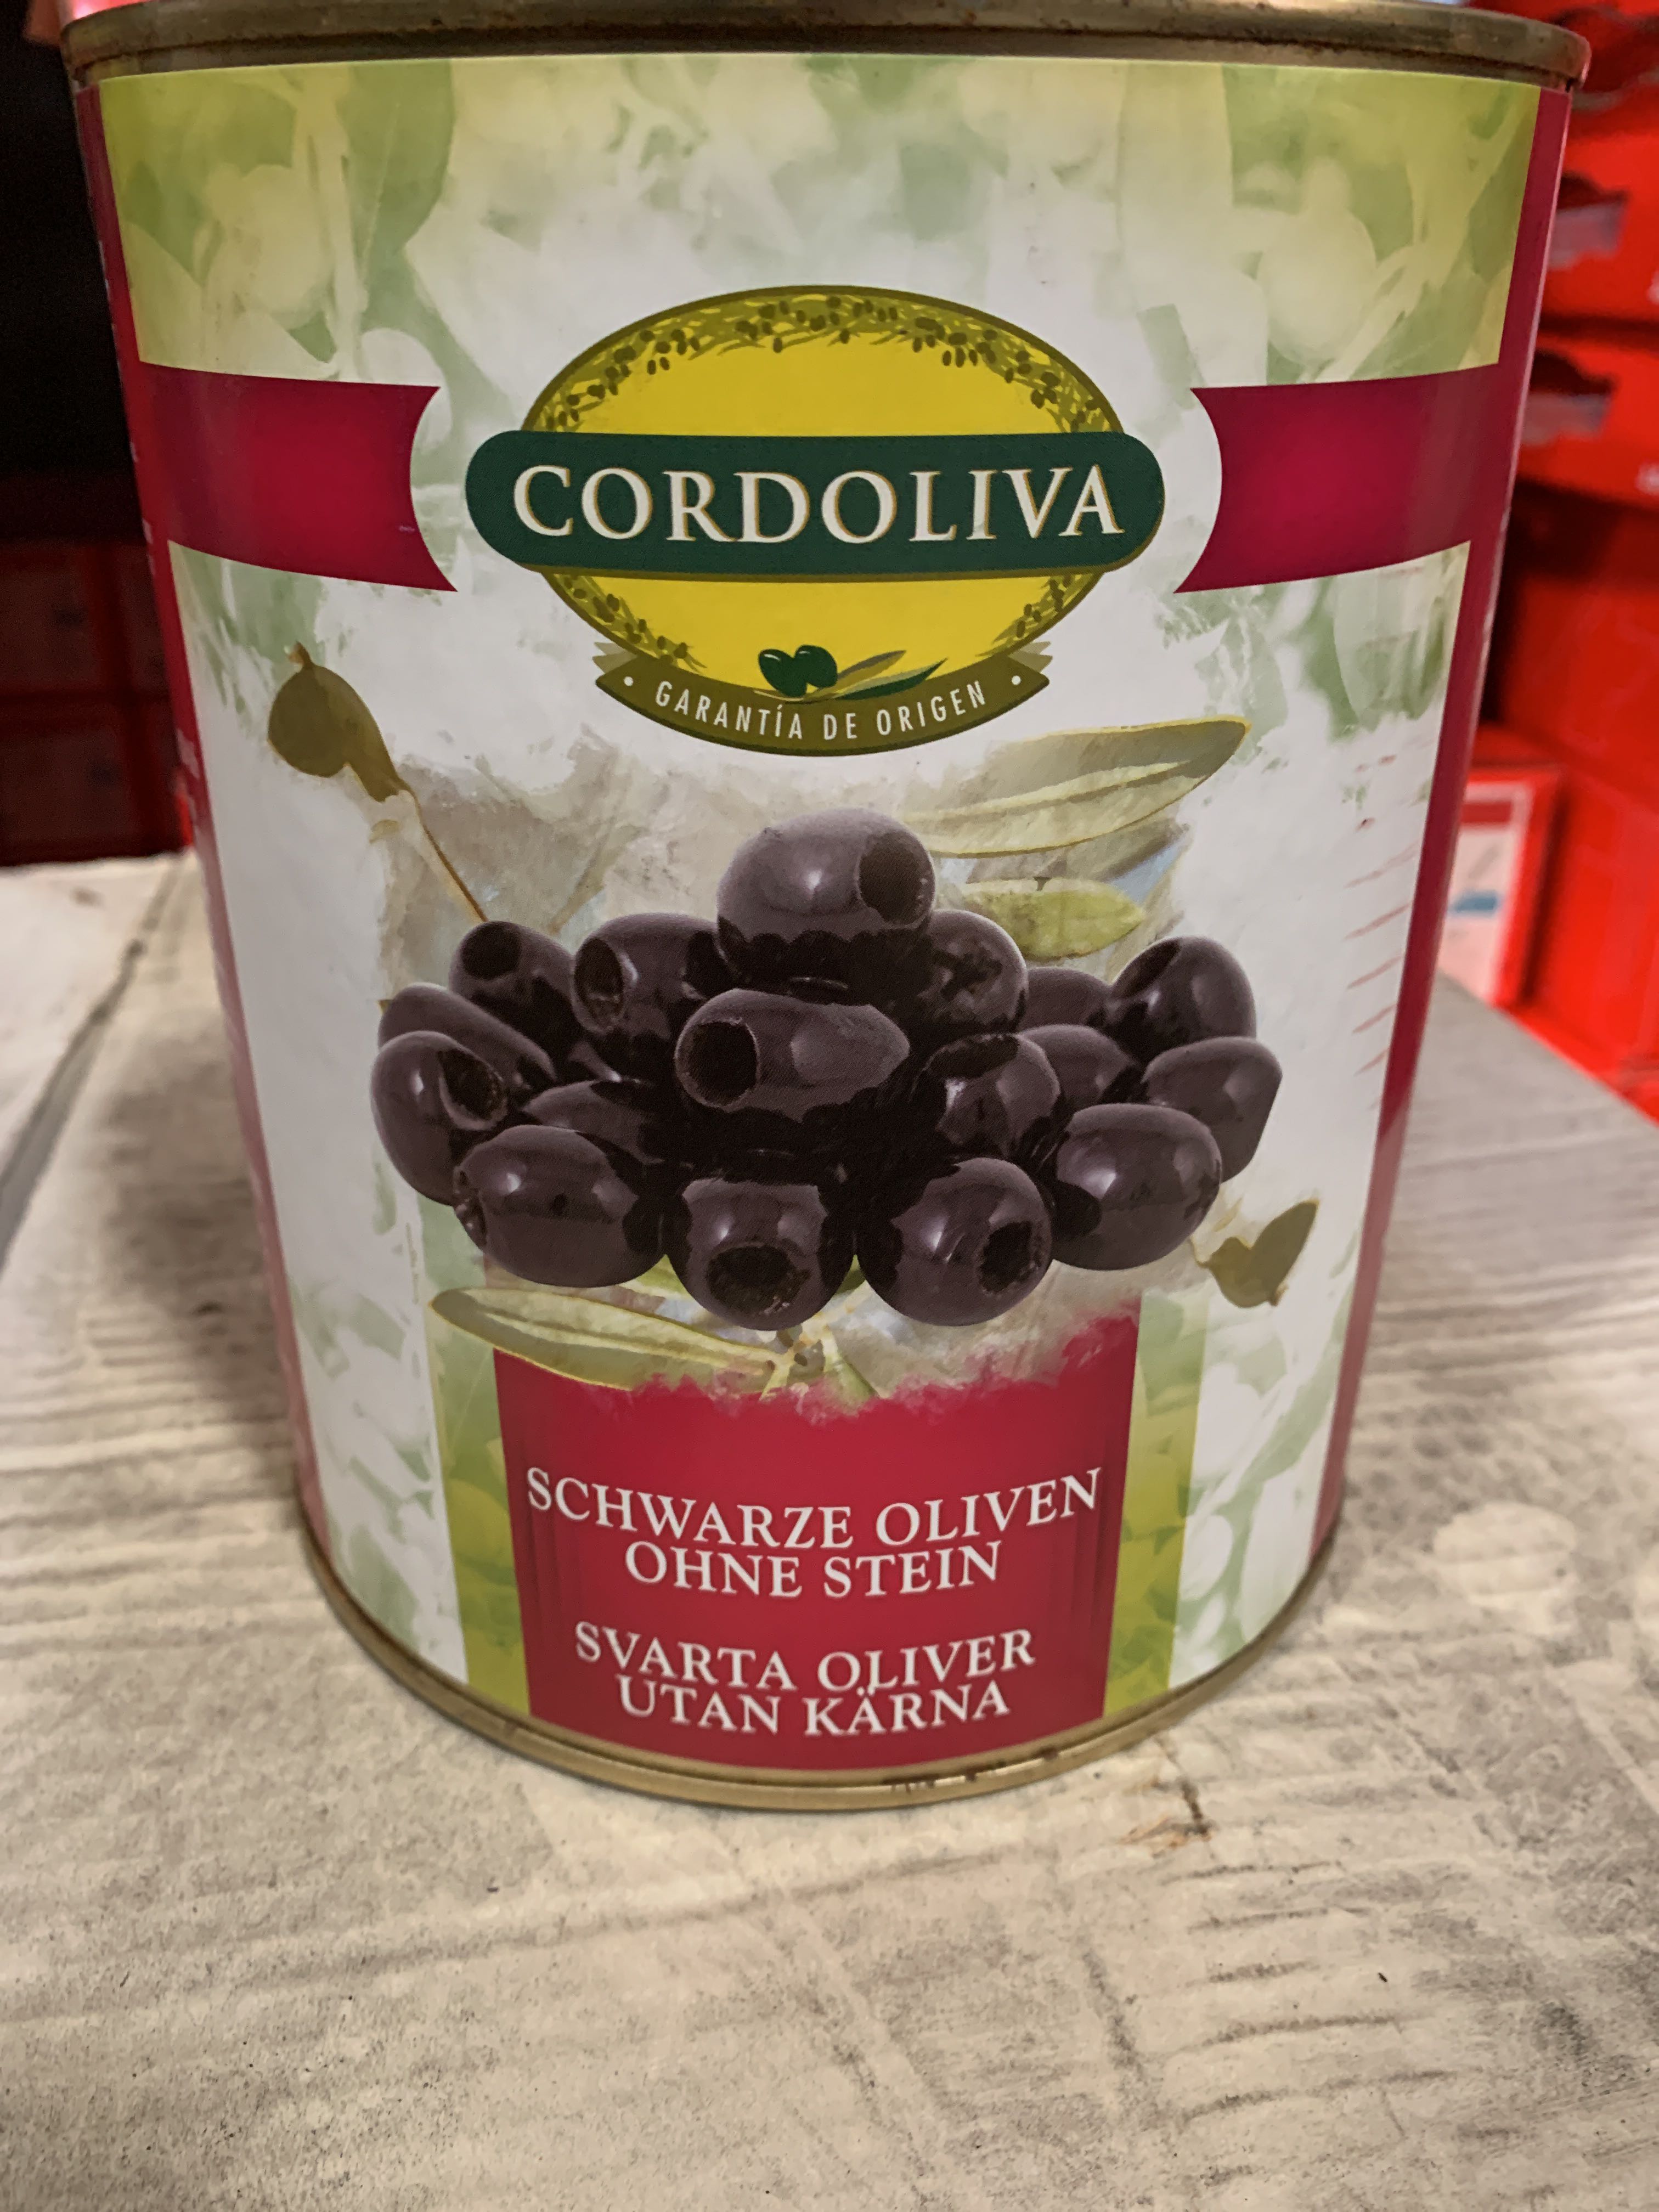 CORDOLIVA
• GARANTÍA DE ORIGEN •
SCHWARZE OLIVEN
OHNE STEIN
SVARTA OLIVER
UTAN KÄRNA